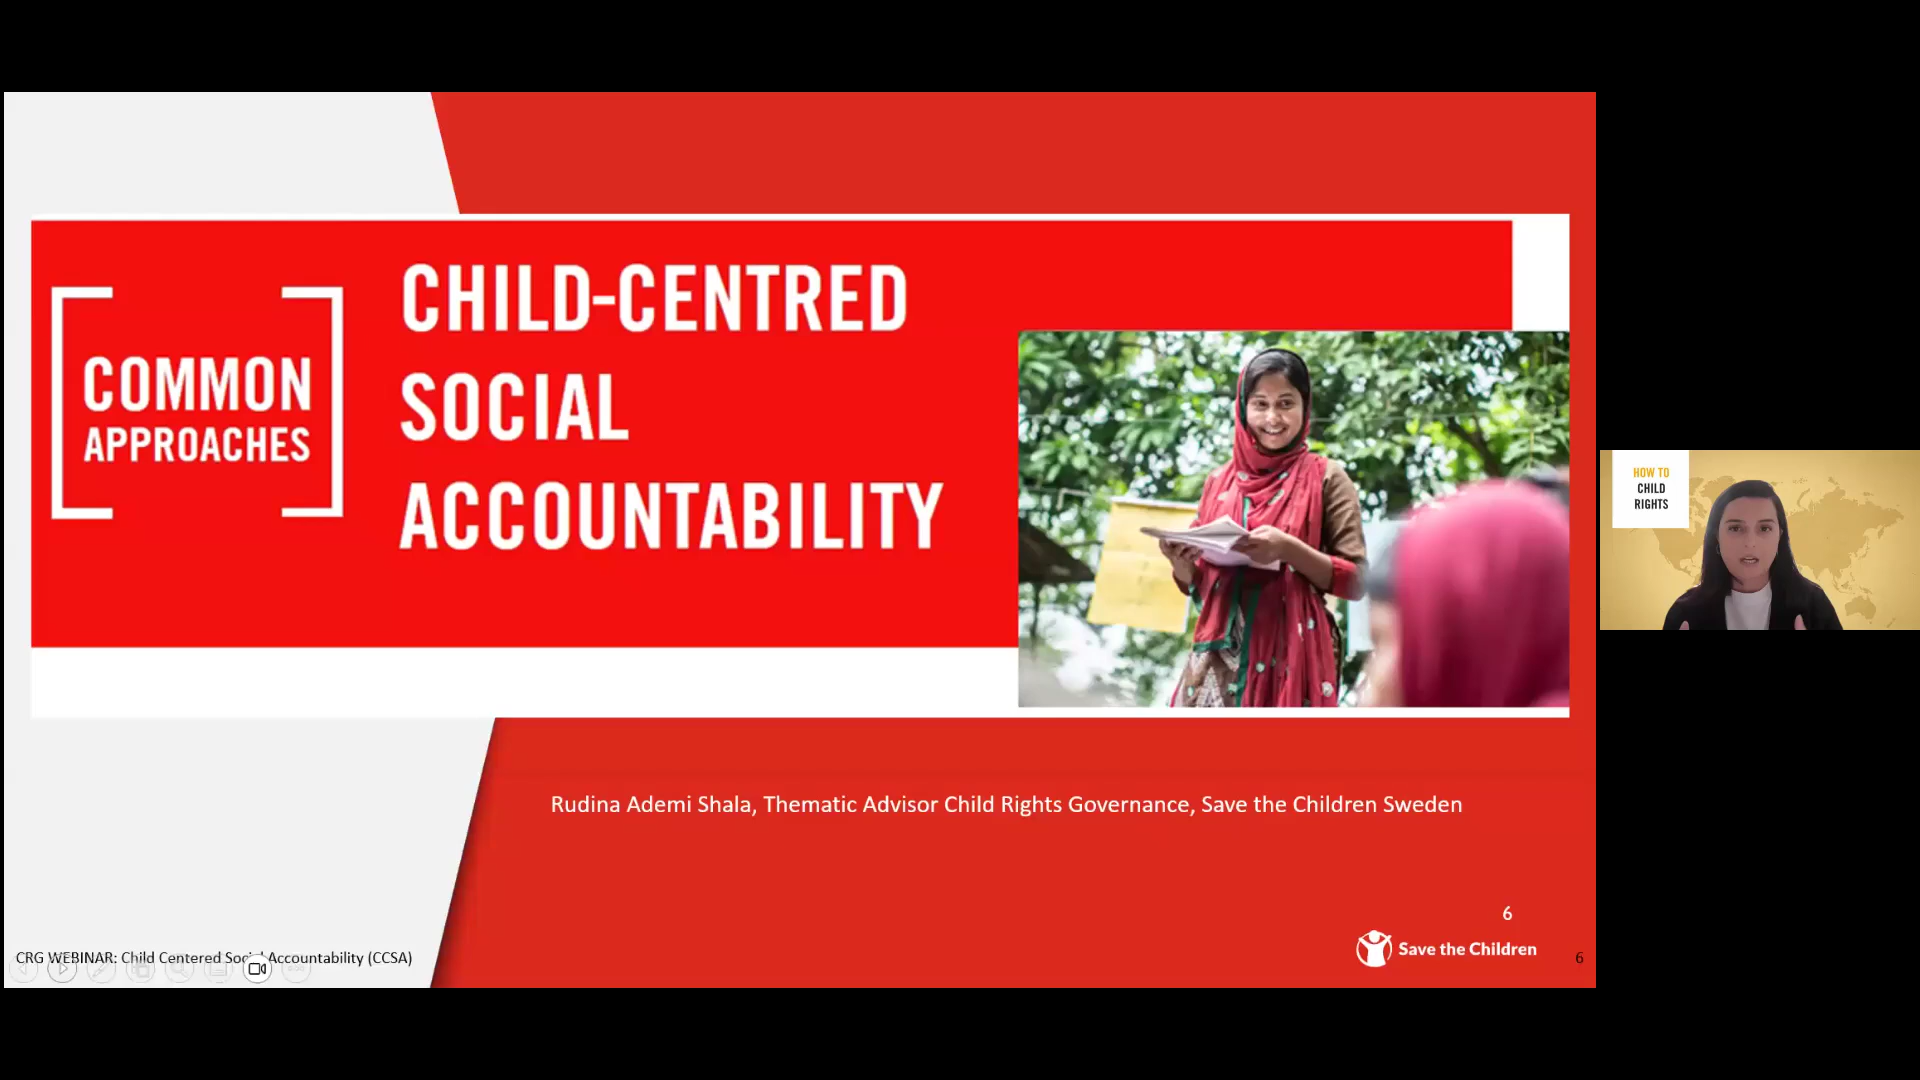 COMMON
APPROACHES
CHILD-CENTRED
SOCIAL
ACCOUNTABILITY
Rudina Ademi Shala, Thematic Advisor Child Rights Governance, Save the Children Sweden
6
Save the Children
CRG WEBINAR: Child Centered Social Accountability (CCSA)
6
HOW TO
CHILD
RIGHTS